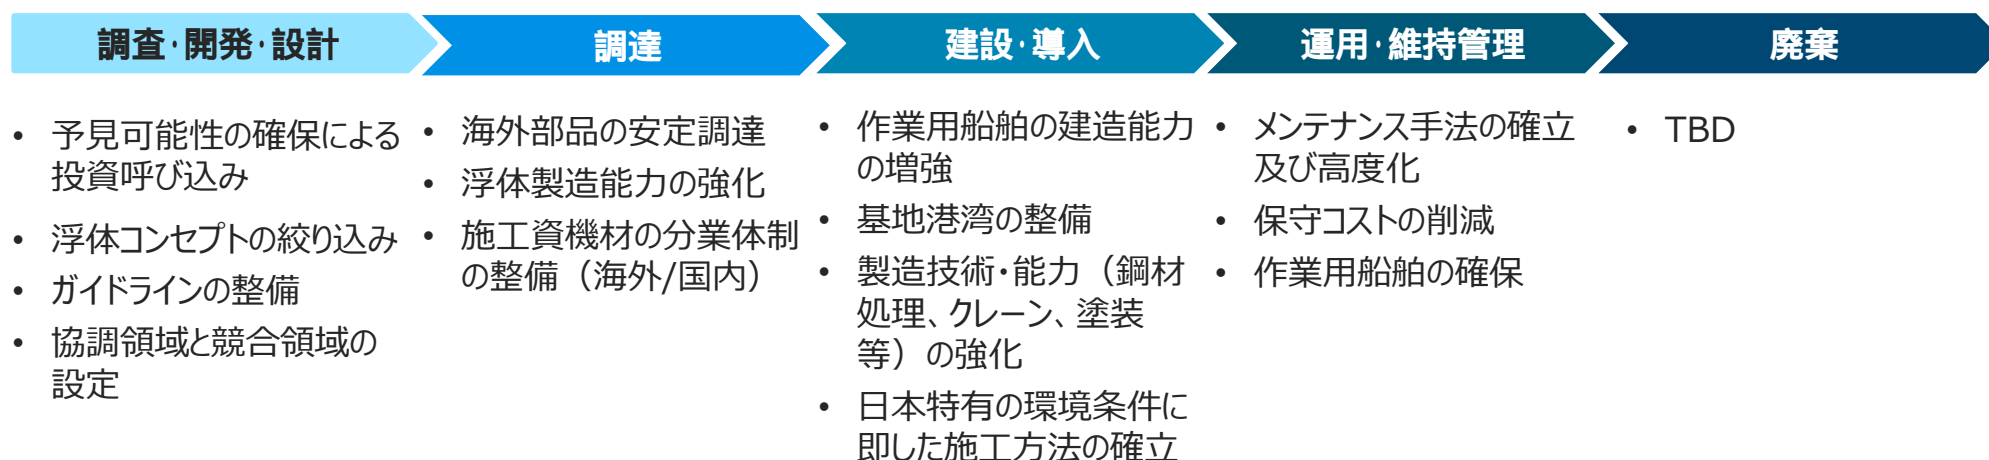 調査・開発・設計
調達
建設・導入
運用・維持管理
廃棄
• 予見可能性の確保による
投資呼び込み
• 浮体コンセプトの絞り込み
• ガイドラインの整備
• 協調領域と競合領域の
設定
• 海外部品の安定調達
• 浮体製造能力の強化
• 施工資機材の分業体制
の整備（海外/国内）
• 作業用船舶の建造能力
の増強
• 基地港湾の整備
• 製造技術・能力（鋼材
処理、クレーン、塗装
等）の強化
• 日本特有の環境条件に
即した施工方法の確立
• メンテナンス手法の確立
及び高度化
• 保守コストの削減
• 作業用船舶の確保
• TBD